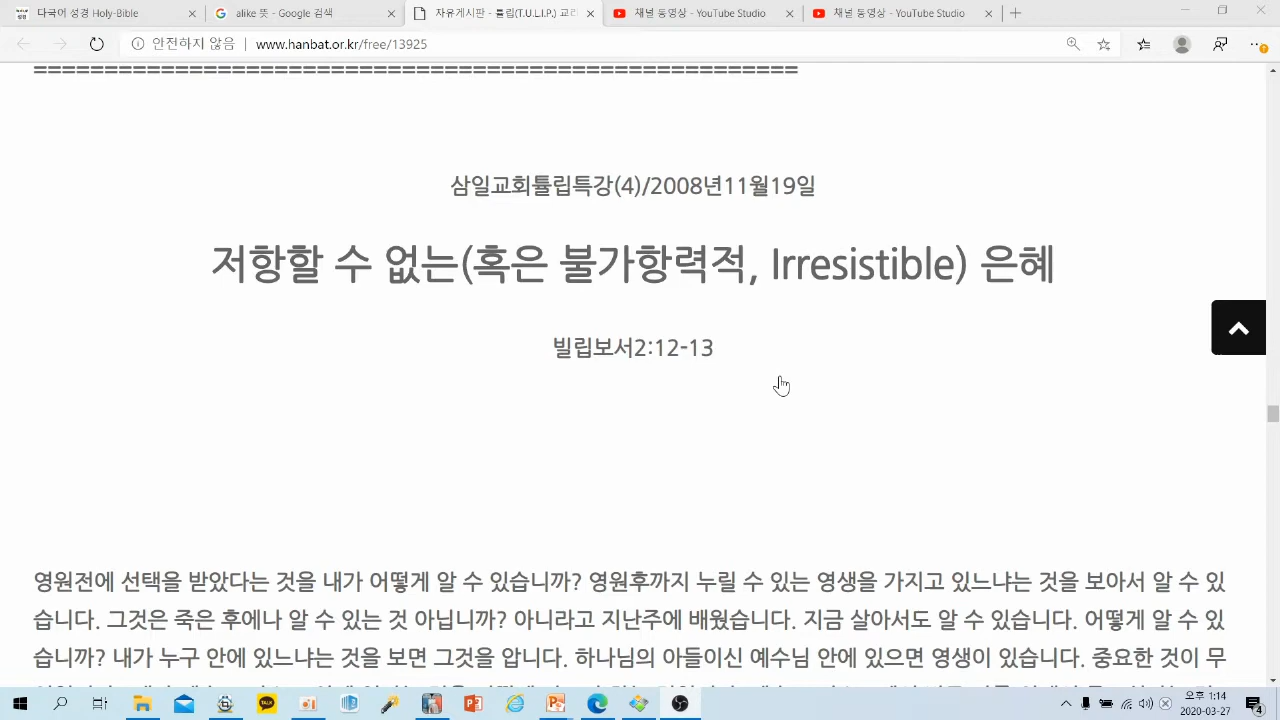 다국어 성경 Holy-Bible
alike 뜻 - Google 검색
자유게시판 - 튤립(T.U.L.I.P.) 교리
채널 동영상 - YouTube Studio
채널 동영상 - YouTube Studio
안전하지 않음 www.hanbat.or.kr/free/13925
======================================================
삼일교회튤립특강(4)/2008년11월19일
저항할 수 없는(혹은 불가항력적, Irresistible) 은혜
빌립보서2:12-13
영원전에 선택을 받았다는 것을 내가 어떻게 알 수 있습니까? 영원후까지 누릴 수 있는 영생을 가지고 있느냐는 것을 보아서 알 수 있
습니다. 그것은 죽은 후에나 알 수 있는 것 아닙니까? 아니라고 지난주에 배웠습니다. 지금 살아서도 알 수 있습니다. 어떻게 알 수 있
습니까? 내가 누구 안에 있느냐는 것을 보면 그것을 압니다. 하나님의 아들이신 예수님 안에 있으면 영생이 있습니다. 중요한 것이 무
TALK
오후 1:14
2020-03-27
4